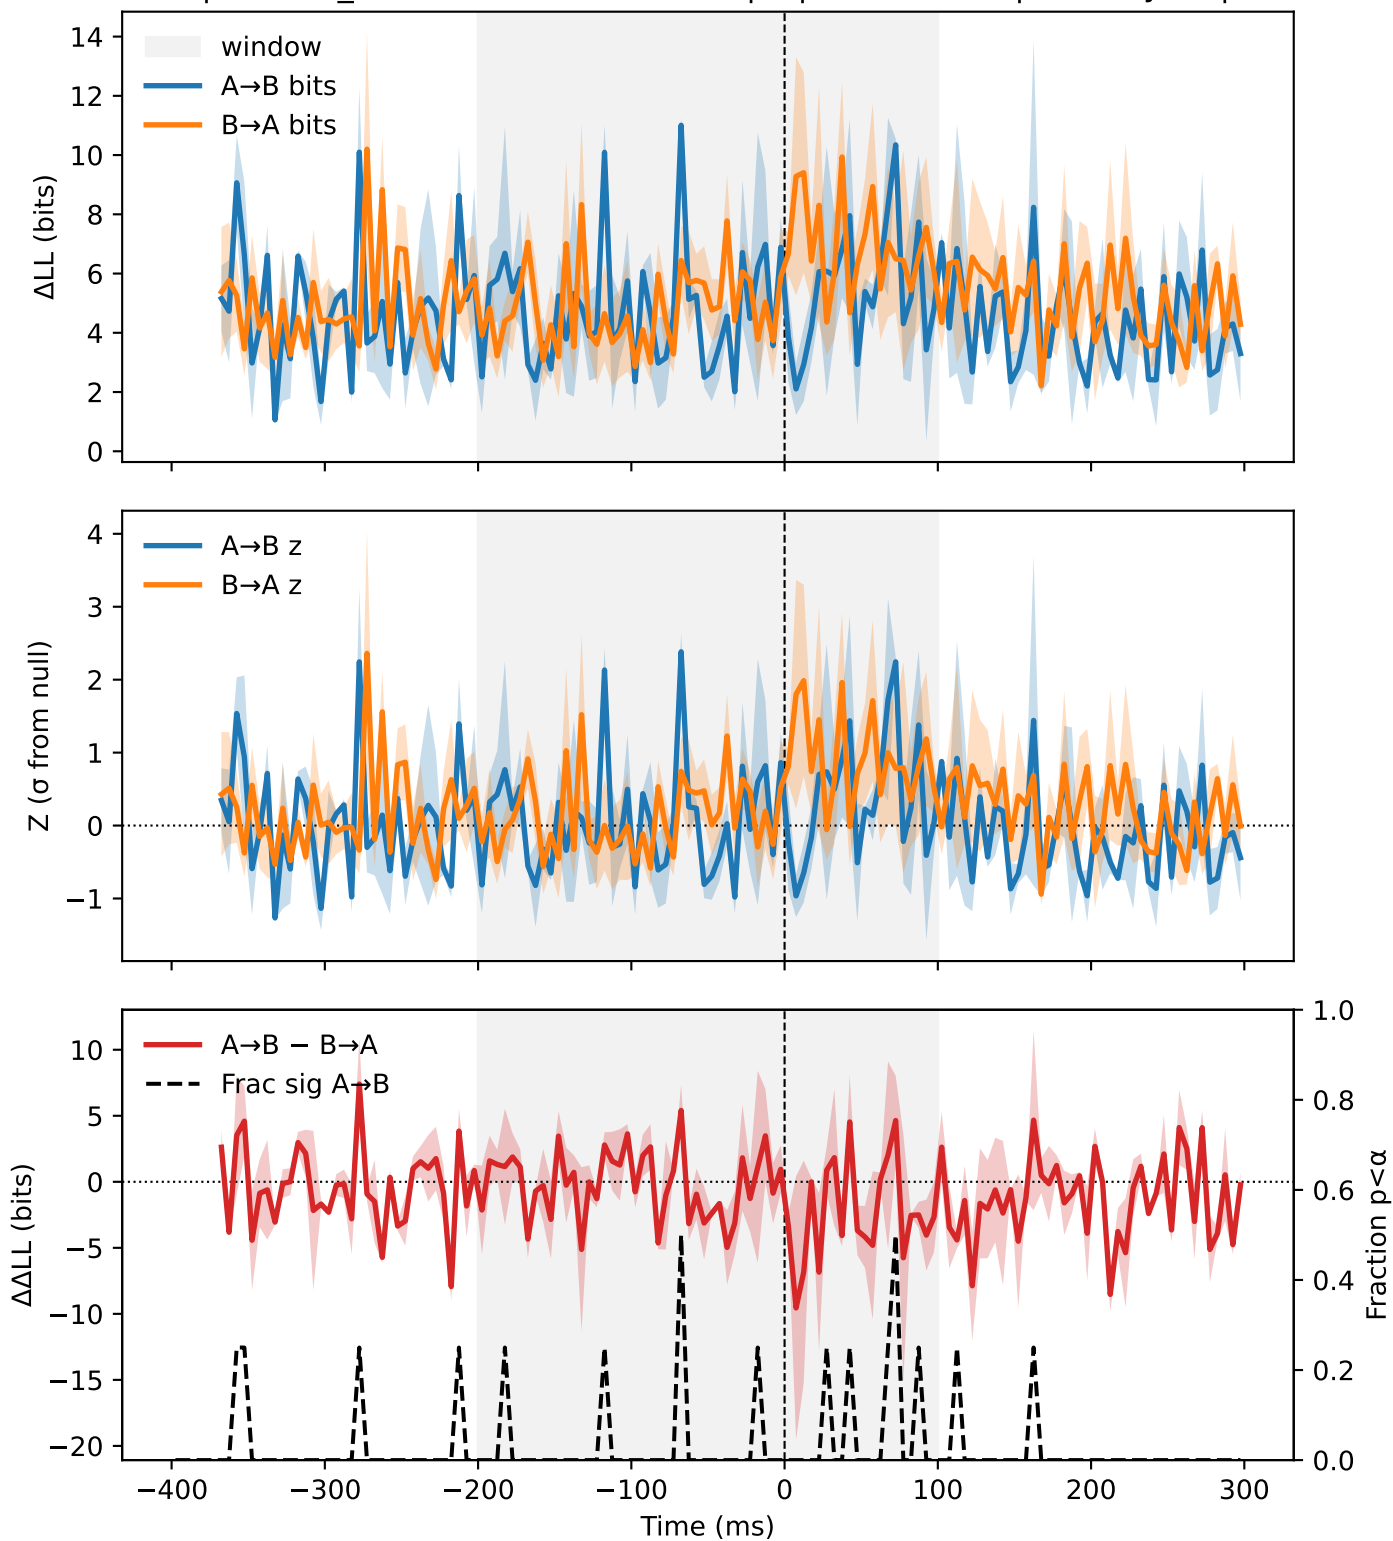 14
12
10
8
6
4
2
0
ΔLL (bits)
window
A→B bits
B→A bits
4
3
2
1
0
−1
Z (σ from null)
A→B z
B→A z
10
5
0
−5
−10
−15
−20
ΔΔLL (bits)
A→B − B→A
Frac sig A→B
1.0
0.8
0.6
0.4
0.2
0.0
Fraction p<α
−400 −300 −200 −100 0 100 200 300
Time (ms)